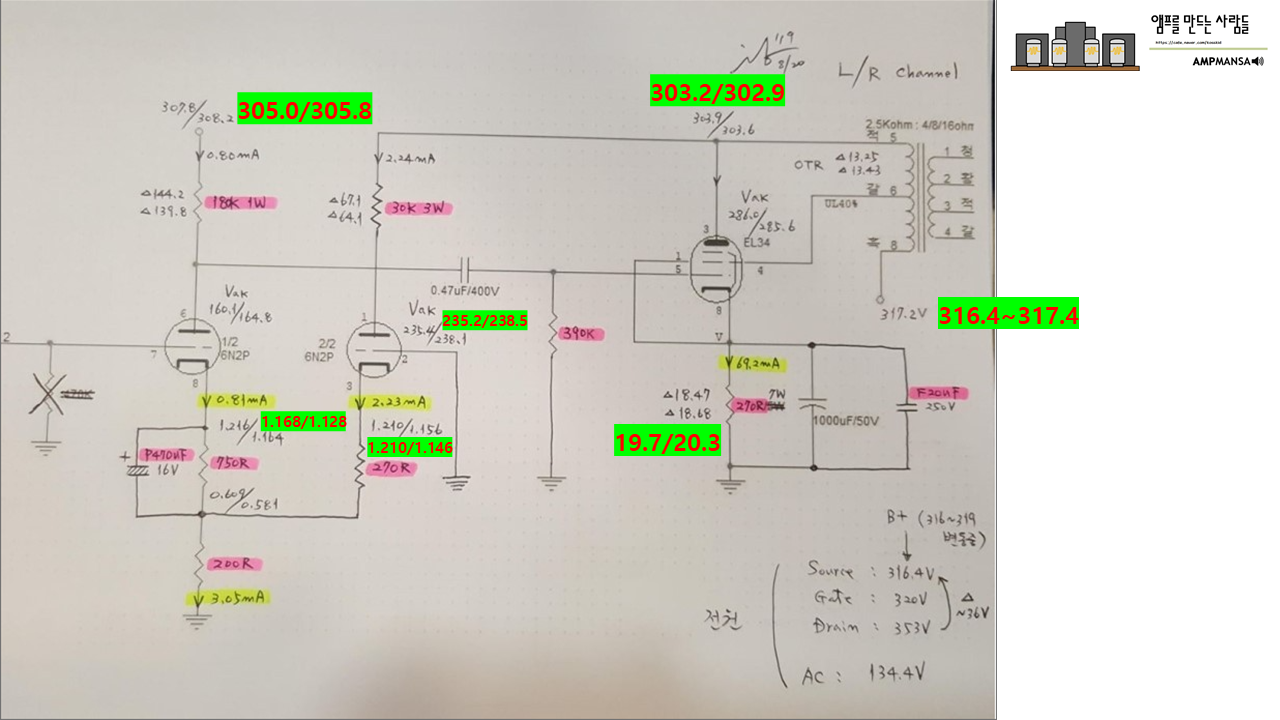 앰프를 만드는 사람들
https://cafe.naver.com/
AMPMANSA
1/9
8/20
L/R channel
307.8/308.2
305.0/305.8
303.2/302.9
303.9/303.6
0.80mA
2.24mA
2.5Kohm : 4/8/16ohm
적 5
1 청
OTR
△13.25
△13.43
2 활
△144.2
△139.8
180K 1W
△67.1
△64.1
30K 3W
갈 6
UL40%
3 적
4 갈
흑 8
Vak
286.0/285.6
3
EL34
1
5
4
8
317.2V
316.4~317.4
0.47uF/400V
Vak
160.1/164.8
6
1/2
6N2P
7
8
2
Vak
235.4/238.1
235.2/238.5
1
2/2
6N2P
2
3
390K
470K
V
69.2mA
0.81mA
2.23mA
1.216/1.164
1.168/1.128
1.210/1.156
1.210/1.146
△18.47
△18.68
7W
270R/5W
19.7/20.3
1000uF/50V
F20uF
250V
+
P470uF
16V
750R
270R
0.609/0.581
200R
3.05mA
B+ (316~319
변동중)
전원
Source : 316.4V
Gate : 320V
Drain : 353V
△
~36V
AC : 134.4V